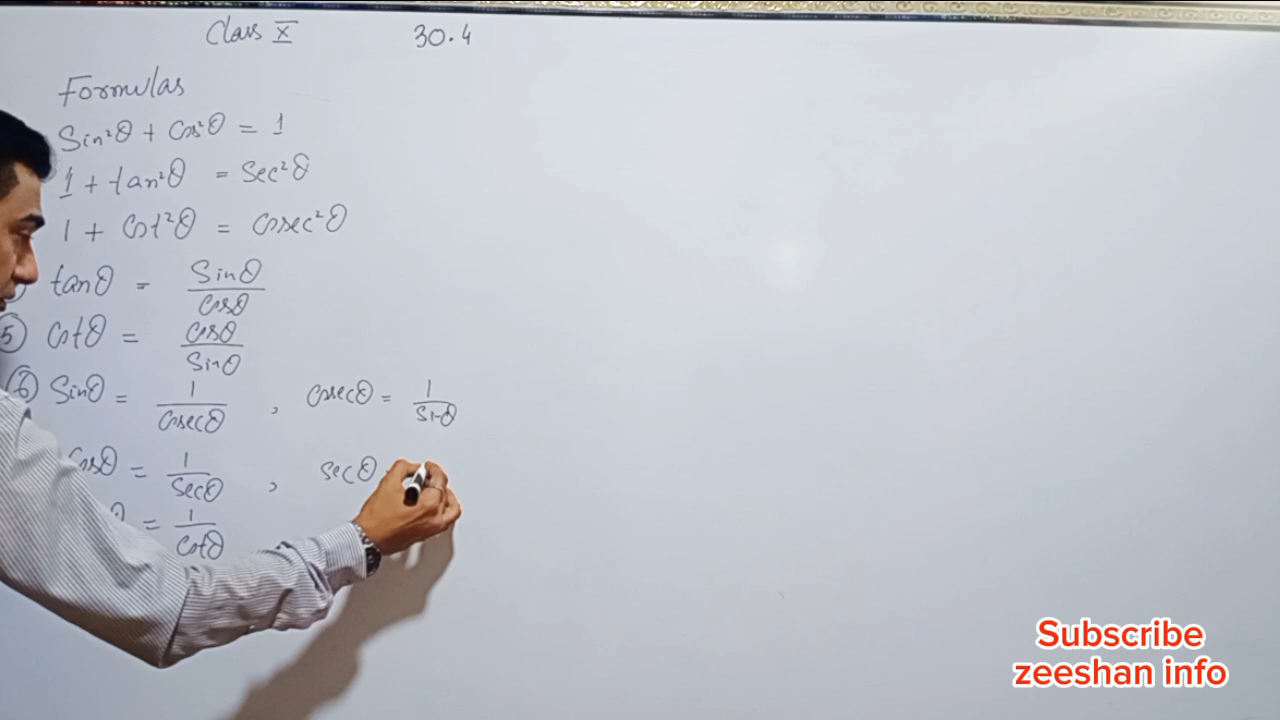 Class X 30.4
Formulas
Sin²θ + Cos²θ = 1
1 + tan²θ = Sec²θ
1 + Cot²θ = Cosec²θ
tanθ = Sinθ/Cosθ
5 Cotθ = Cosθ/Sinθ
6 Sinθ = 1/Cosecθ , Cosecθ = 1/Sinθ
Cosθ = 1/Secθ , Secθ
θ = 1/Cotθ
Subscribe
zeeshan info